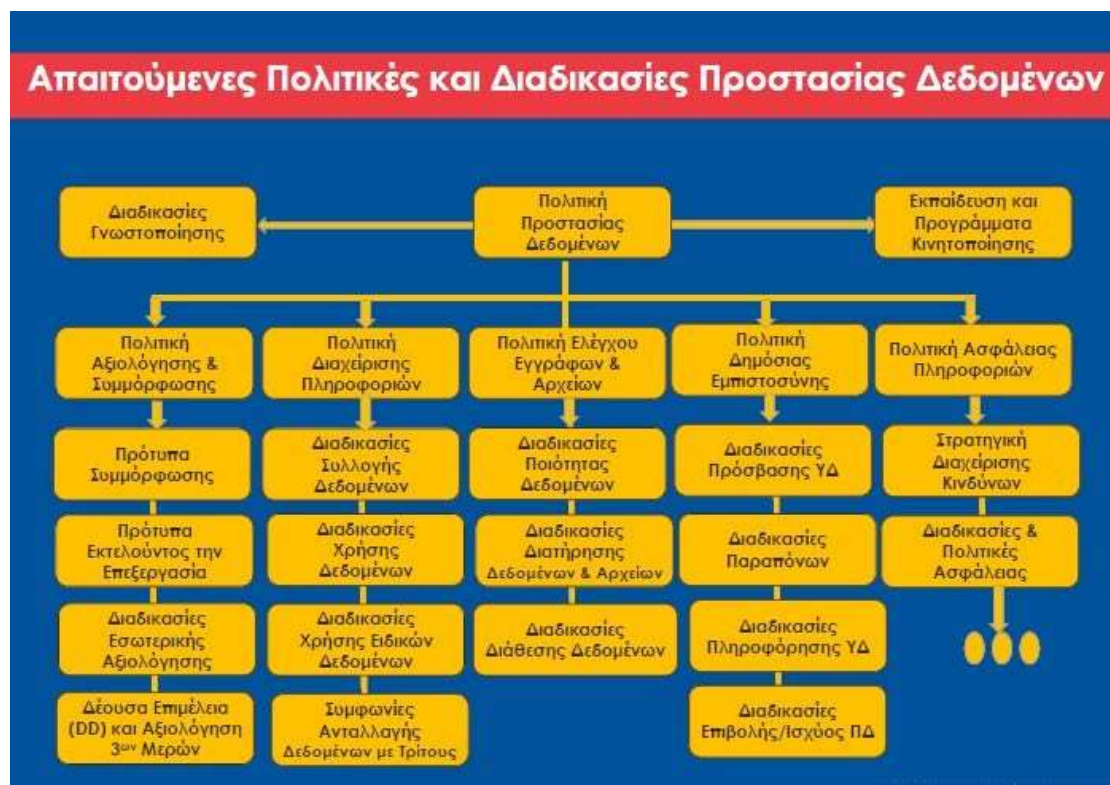 Απαιτούμενες Πολιτικές και Διαδικασίες Προστασίας Δεδομένων
Διαδικασίες
Γνωστοποίησης
Πολιτική
Προστασίας
Δεδομένων
Εκπαίδευση και
Προγράμματα
Κινητοποίησης
Πολιτική
Αξιολόγησης &
Συμμόρφωσης
Πολιτική
Διαχείρισης
Πληροφοριών
Πολιτική Ελέγχου
Εγγράφων &
Αρχείων
Πολιτική
Δημόσιας
Εμπιστοσύνης
Πολιτική Ασφάλειας
Πληροφοριών
Πρότυπα
Συμμόρφωσης
Διαδικασίες
Συλλογής
Δεδομένων
Διαδικασίες
Ποιότητας
Δεδομένων
Διαδικασίες
Πρόσβασης ΥΔ
Στρατηγική
Διαχείρισης
Κινδύνων
Πρότυπα
Εκτελούντος την
Επεξεργασία
Διαδικασίες
Χρήσης
Δεδομένων
Διαδικασίες
Διατήρησης
Δεδομένων & Αρχείων
Διαδικασίες
Παραπόνων
Διαδικασίες &
Πολιτικές
Ασφάλειας
Διαδικασίες
Εσωτερικής
Αξιολόγησης
Διαδικασίες
Χρήσης Ειδικών
Δεδομένων
Διαδικασίες
Διάθεσης Δεδομένων
Διαδικασίες
Πληροφόρησης ΥΔ
Δέουσα Επιμέλεια
(DD) και Αξιολόγηση
3ων Μερών
Συμφωνίες
Ανταλλαγής
Δεδομένων με Τρίτους
Διαδικασίες
Επιβολής/Ισχύος ΠΔ